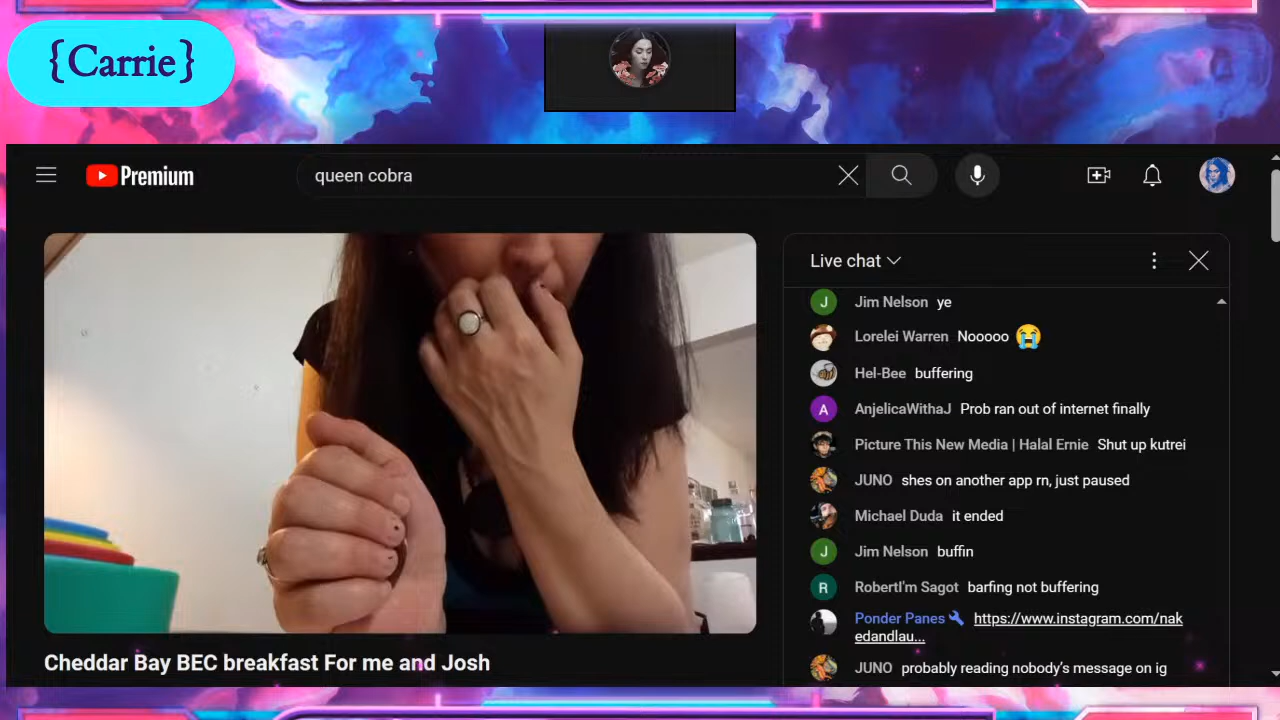 {Carrie}
Premium
queen cobra
Live chat
J Jim Nelson ye
Lorelei Warren Nooooo 😭
Hel-Bee buffering
A AnjelicaWithaJ Prob ran out of internet finally
Picture This New Media | Halal Ernie Shut up kutrei
JUNO shes on another app rn, just paused
Michael Duda it ended
J Jim Nelson buffin
R RobertI'm Sagot barfing not buffering
Ponder Panes https://www.instagram.com/nak
edandlau...
JUNO probably reading nobody's message on ig
Cheddar Bay BEC breakfast For me and Josh